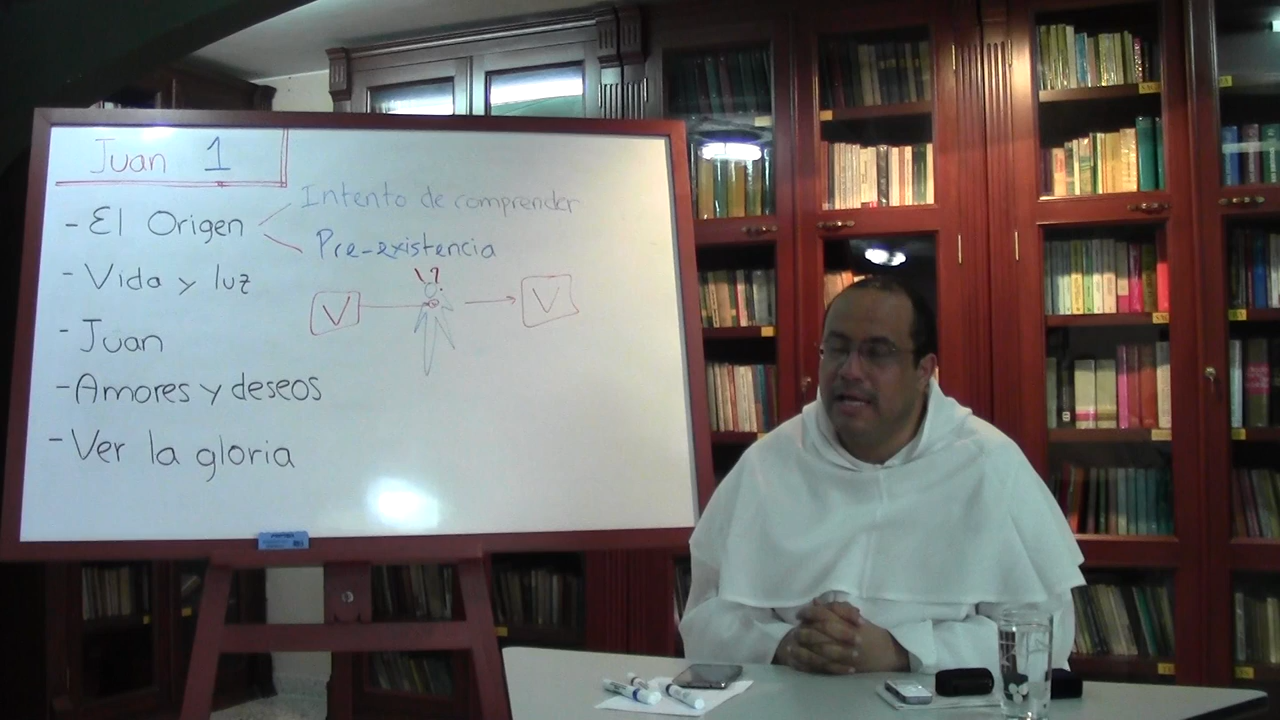 Juan 1
- El Origen
Intento de comprender
Pre-existencia
- Vida y luz
V
\?
V
- Juan
- Amores y deseos
- Ver la gloria